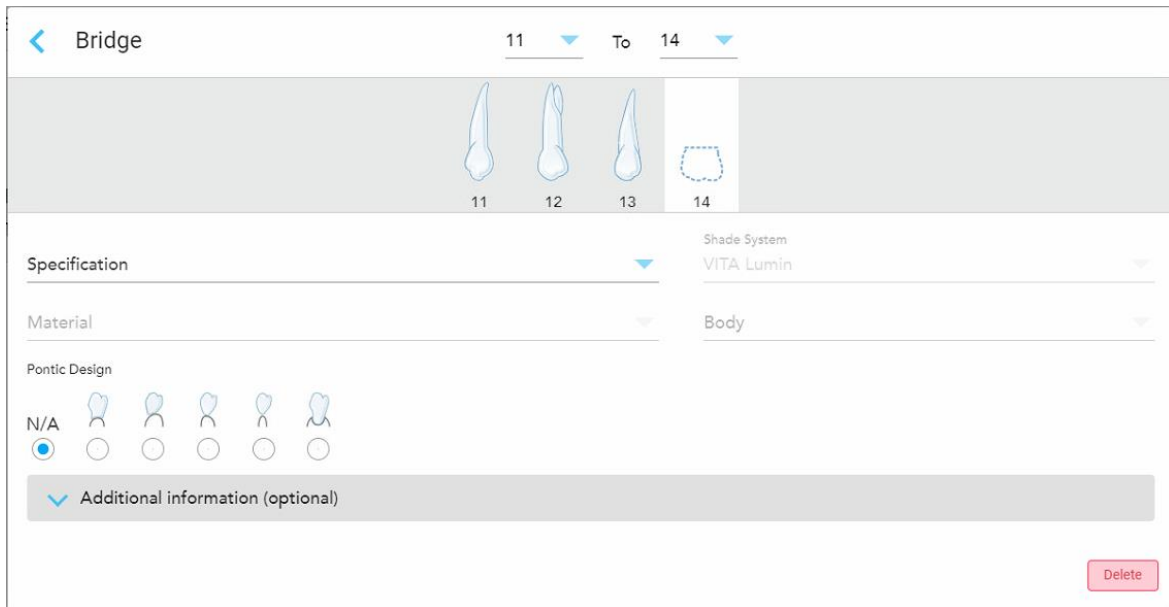 Bridge 11 To 14
11 12 13 14
Shade System
Specification VITA Lumin
Material Body
Pontic Design
N/A
Additional information (optional)
Delete